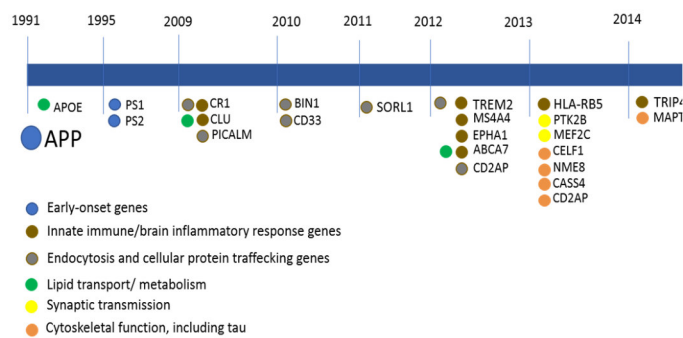 1991 1995 2009 2010 2011 2012 2013 2014
APOE PS1 CR1 BIN1 SORL1 TREM2 HLA-RB5 TRIP4
APP PS2 CLU CD33 MS4A4 PTK2B MAPT
PICALM EPHA1 MEF2C
ABCA7 CELF1
CD2AP NME8
CASS4
CD2AP
Early-onset genes
Innate immune/brain inflammatory response genes
Endocytosis and cellular protein traffecking genes
Lipid transport/ metabolism
Synaptic transmission
Cytoskeletal function, including tau